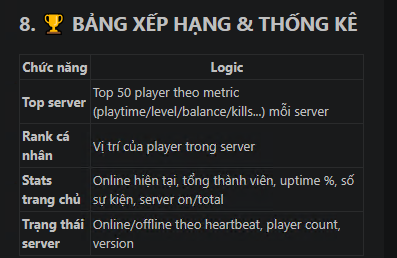 8. 🏆 BẢNG XẾP HẠNG & THỐNG KÊ
Chức năng Logic
Top server Top 50 player theo metric
(playtime/level/balance/kills...) mỗi server
Rank cá
nhân Vị trí của player trong server
Stats
trang chủ Online hiện tại, tổng thành viên, uptime %, số
sự kiện, server on/total
Trạng thái
server Online/offline theo heartbeat, player count,
version